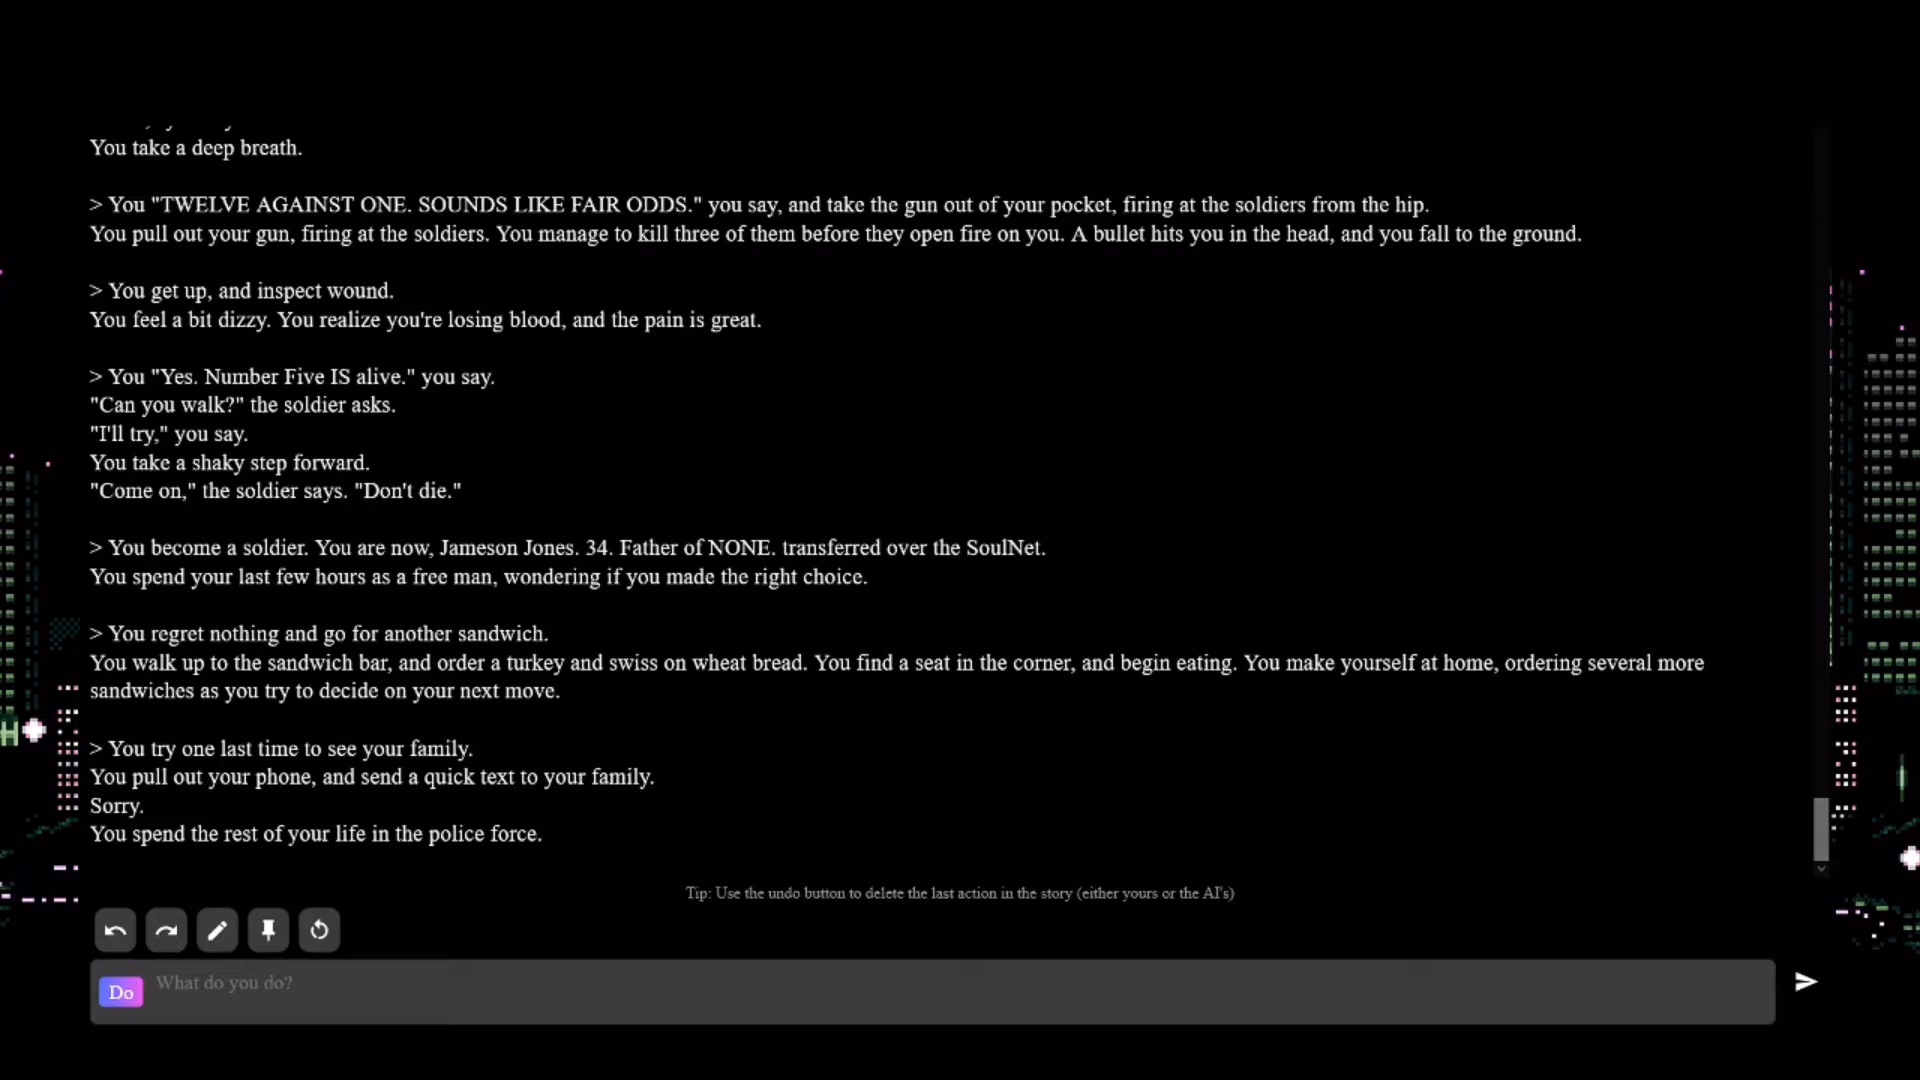 You take a deep breath.
> You "TWELVE AGAINST ONE. SOUNDS LIKE FAIR ODDS." you say, and take the gun out of your pocket, firing at the soldiers from the hip.
You pull out your gun, firing at the soldiers. You manage to kill three of them before they open fire on you. A bullet hits you in the head, and you fall to the ground.
> You get up, and inspect wound.
You feel a bit dizzy. You realize you're losing blood, and the pain is great.
> You "Yes. Number Five IS alive." you say.
"Can you walk?" the soldier asks.
"I'll try," you say.
You take a shaky step forward.
"Come on," the soldier says. "Don't die."
> You become a soldier. You are now, Jameson Jones. 34. Father of NONE. transferred over the SoulNet.
You spend your last few hours as a free man, wondering if you made the right choice.
> You regret nothing and go for another sandwich.
You walk up to the sandwich bar, and order a turkey and swiss on wheat bread. You find a seat in the corner, and begin eating. You make yourself at home, ordering several more
sandwiches as you try to decide on your next move.
> You try one last time to see your family.
You pull out your phone, and send a quick text to your family.
Sorry.
You spend the rest of your life in the police force.
Tip: Use the undo button to delete the last action in the story (either yours or the AI's)
Do What do you do?